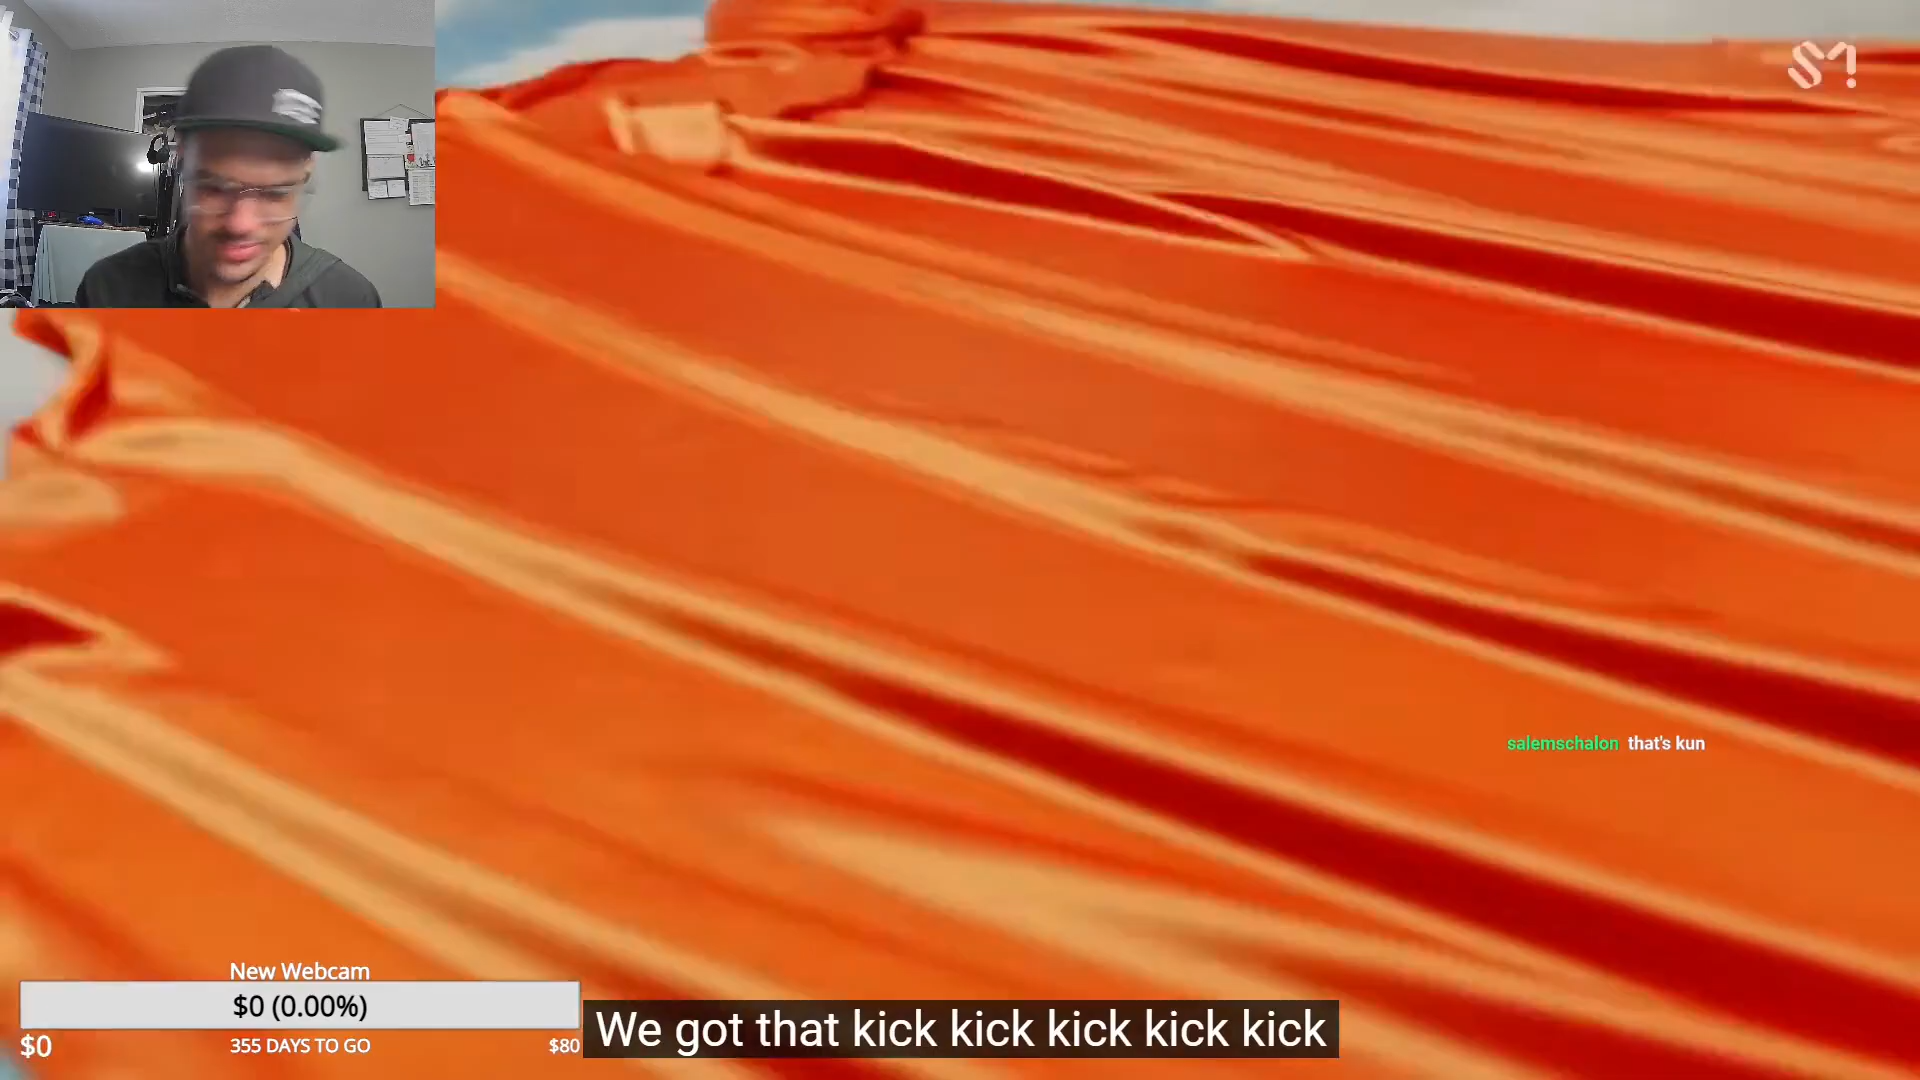 SM!
salemschalon that's kun
New Webcam
$0 (0.00%)
$0 355 DAYS TO GO $80
We got that kick kick kick kick kick